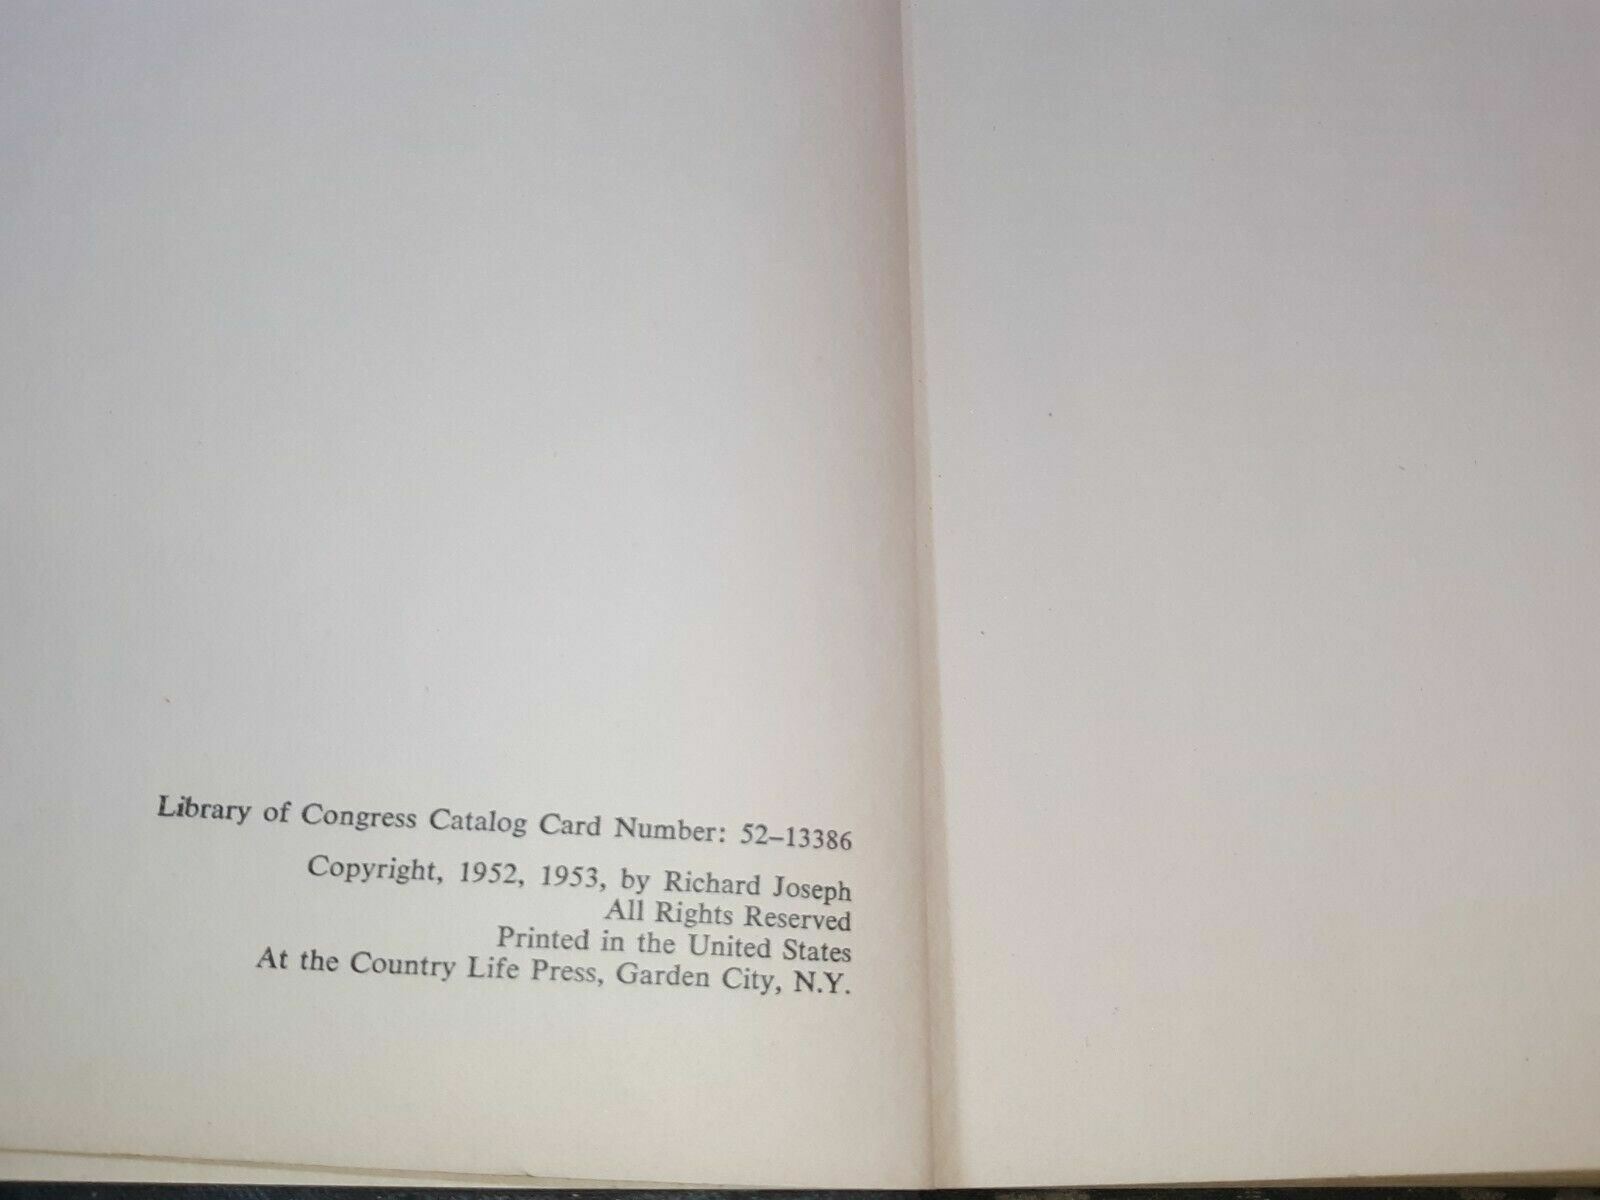 Library of Congress Catalog Card Number: 52–13386
Copyright, 1952, 1953, by Richard Joseph
All Rights Reserved
Printed in the United States
At the Country Life Press, Garden City, N.Y.